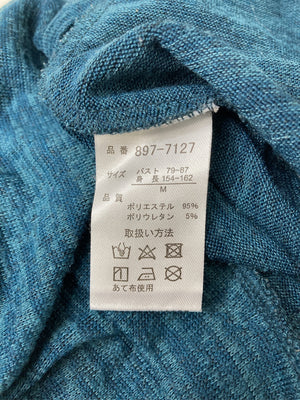 品番 897-7127
サイズ バスト 79-87
身長 154-162
M
品質
ポリエステル 95%
ポリウレタン 5%
取扱い方法
あて布使用